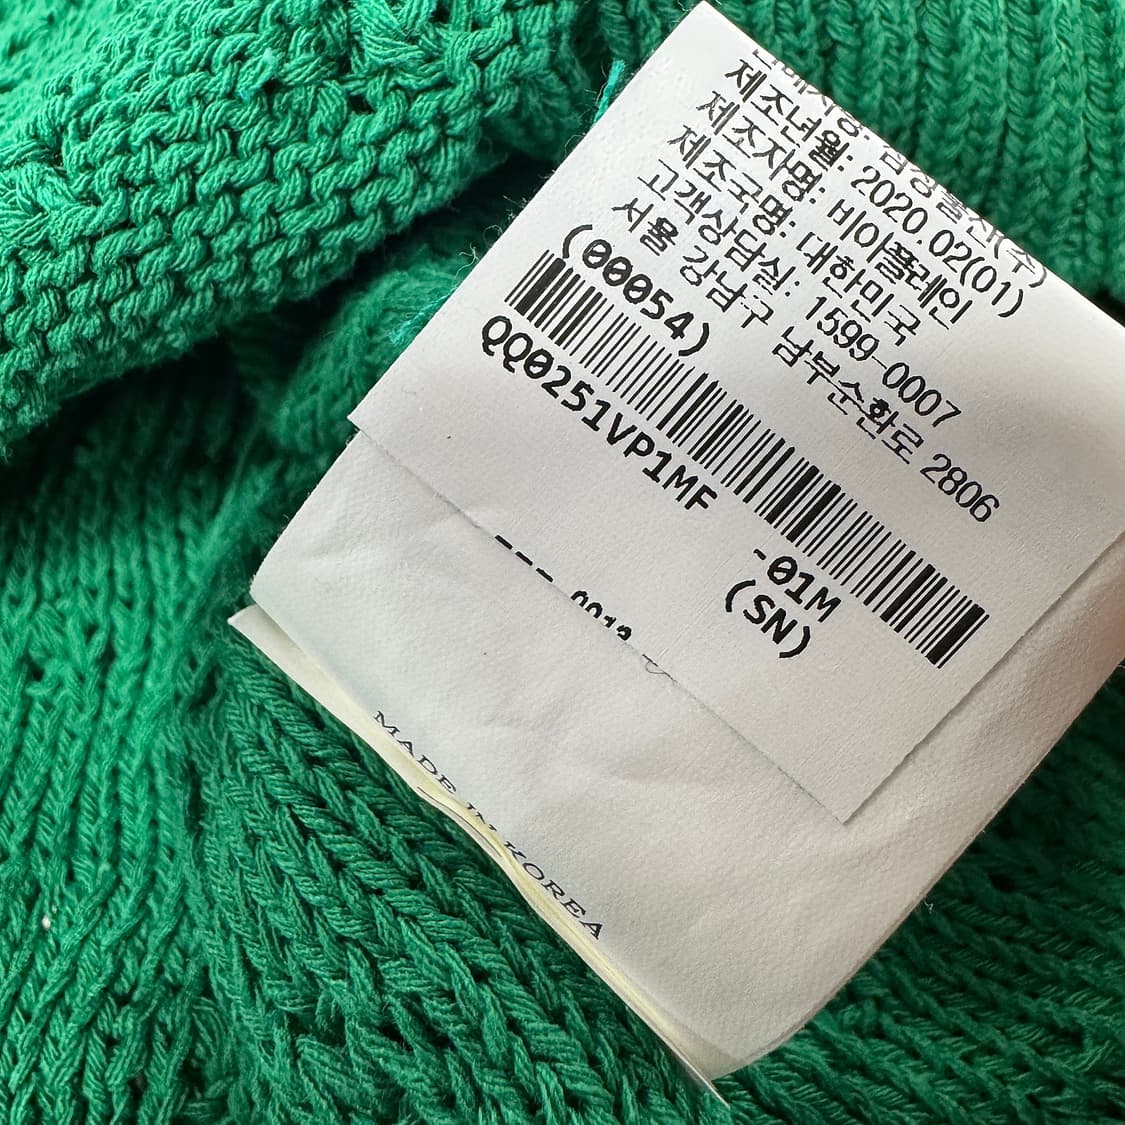 제조년월: 2020.02(01)
제조자명: 비이플레인
제조국명: 대한민국
고객상담실: 1599-0007
서울 강남구 남부순환로 2806
(00054)
QQ0251VP1MF
-01M
(SN)
MADE IN KOREA